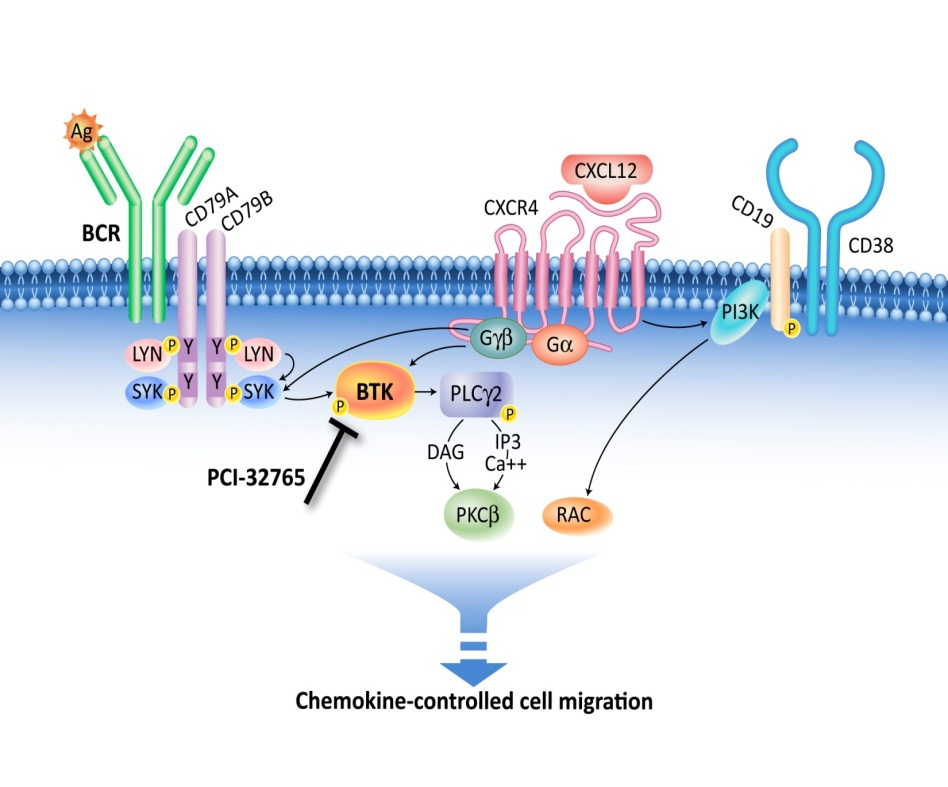 Ag
BCR
CD79A
CD79B
CXCL12
CXCR4
CD19
CD38
PI3K
P
Gγβ
Gα
LYN
P
Y
Y
P
LYN
SYK
P
Y
Y
P
SYK
BTK
P
PLCγ2
P
DAG
IP3
Ca++
PCI-32765
PKCβ
RAC
Chemokine-controlled cell migration